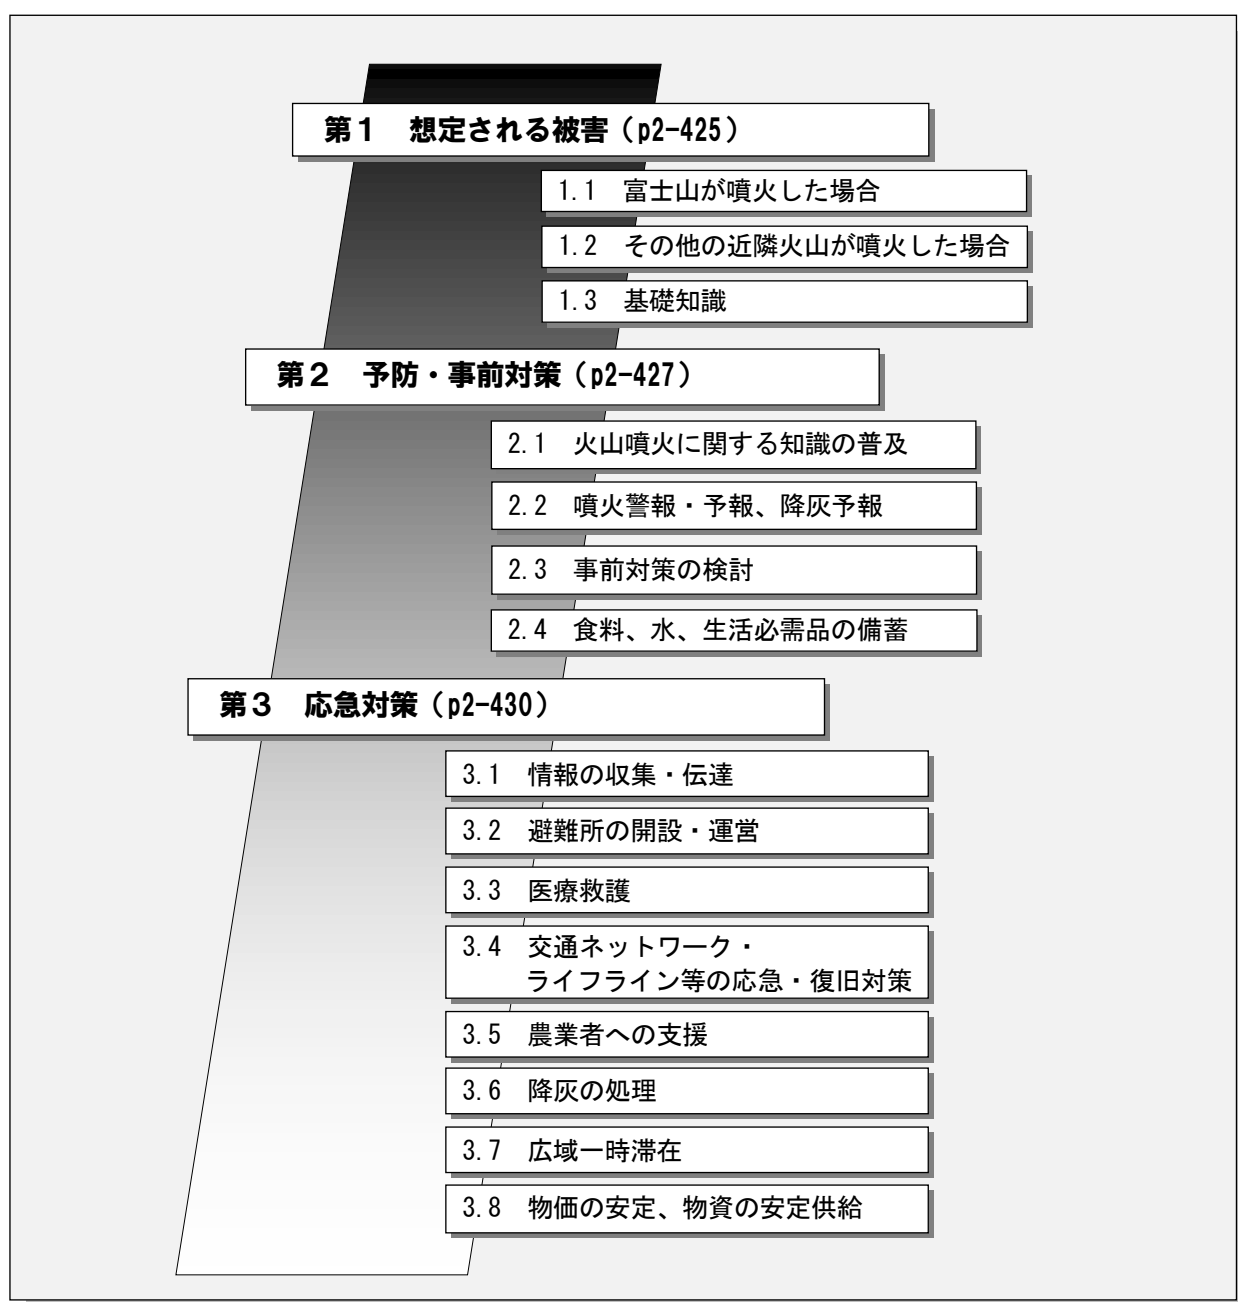 第１　想定される被害（p2-425）
1.1　富士山が噴火した場合
1.2　その他の近隣火山が噴火した場合
1.3　基礎知識
第２　予防・事前対策（p2-427）
2.1　火山噴火に関する知識の普及
2.2　噴火警報・予報、降灰予報
2.3　事前対策の検討
2.4　食料、水、生活必需品の備蓄
第３　応急対策（p2-430）
3.1　情報の収集・伝達
3.2　避難所の開設・運営
3.3　医療救護
3.4　交通ネットワーク・
ライフライン等の応急・復旧対策
3.5　農業者への支援
3.6　降灰の処理
3.7　広域一時滞在
3.8　物価の安定、物資の安定供給